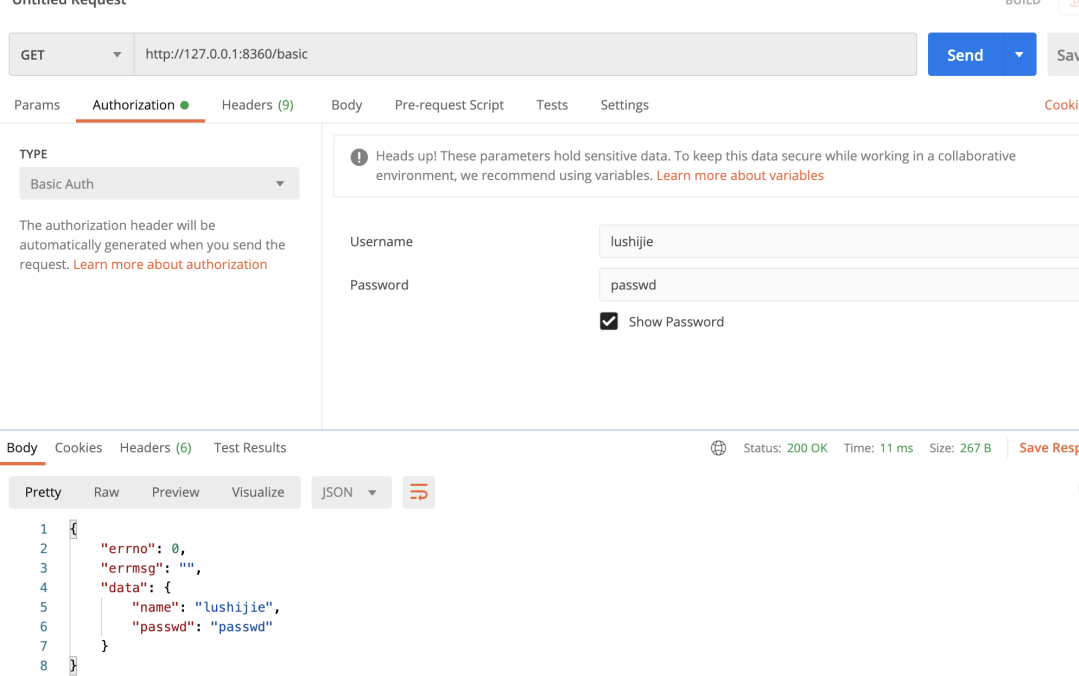 Untitled Request
BUILD
GET http://127.0.0.1:8360/basic Send Sav
Params Authorization Headers (9) Body Pre-request Script Tests Settings Cooki
TYPE
Basic Auth
The authorization header will be
automatically generated when you send the
request. Learn more about authorization
Heads up! These parameters hold sensitive data. To keep this data secure while working in a collaborative
environment, we recommend using variables. Learn more about variables
Username lushijie
Password passwd
Show Password
Body Cookies Headers (6) Test Results Status: 200 OK Time: 11 ms Size: 267 B Save Resp
Pretty Raw Preview Visualize JSON
1 {
2 "errno": 0,
3 "errmsg": "",
4 "data": {
5 "name": "lushijie",
6 "passwd": "passwd"
7 }
8 }